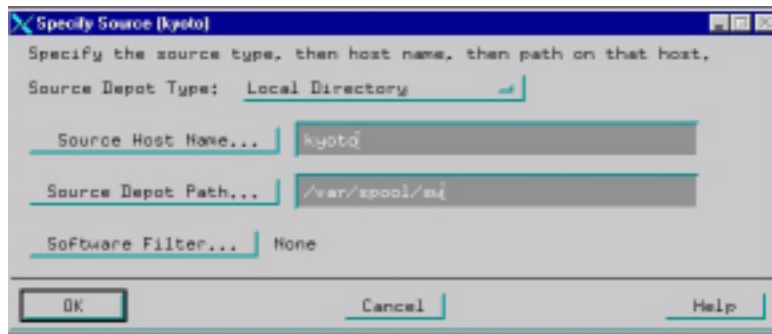 Specify Source (kyoto)
Specify the source type, then host name, then path on that host.
Source Depot Type: Local Directory
Source Host Name... kyoto
Source Depot Path... /var/spool/sw
Software Filter... None
OK Cancel Help